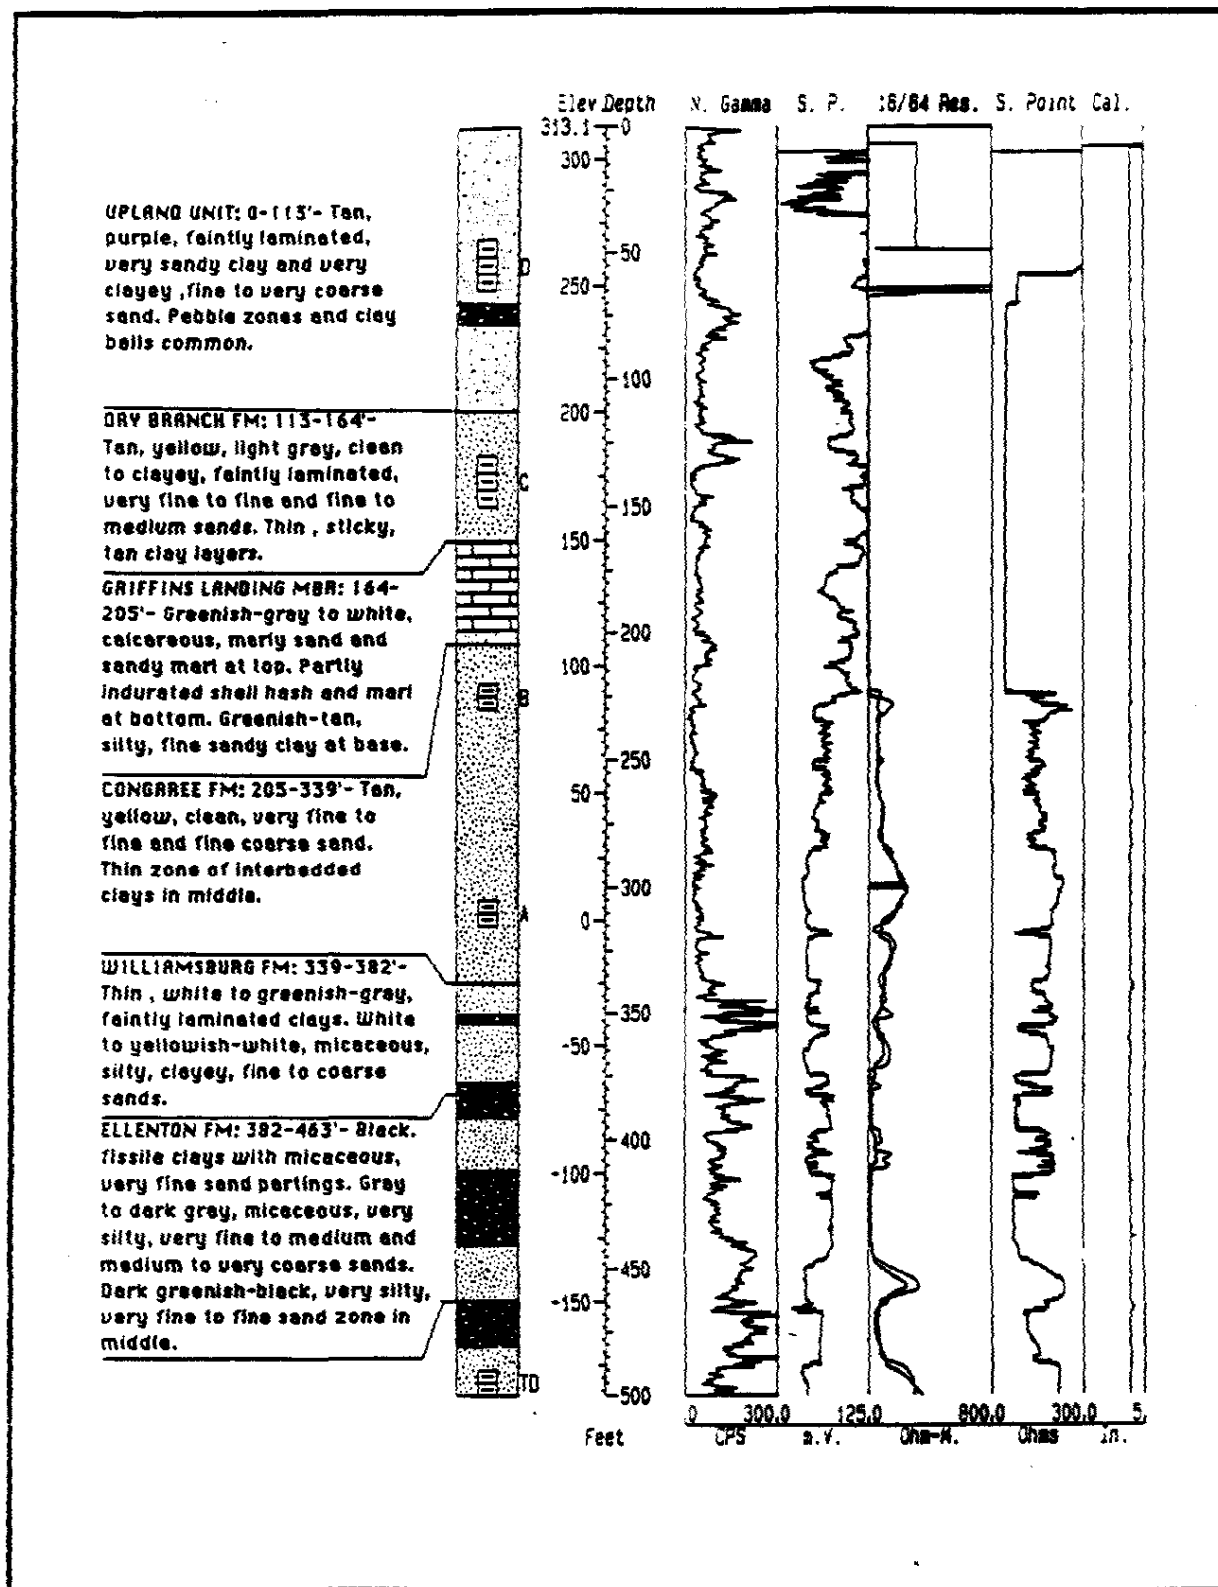 Elev Depth N. Gamma S. P. 16/64 Res. S. Point Cal.
313.1 0
300
UPLAND UNIT: 0-113'- Tan,
purple, faintly laminated,
very sandy clay and very
clayey ,fine to very coarse
sand. Pebble zones and clay
balls common.
50
D
250
100
200
DRY BRANCH FM: 113-164'-
Tan, yellow, light gray, clean
to clayey, faintly laminated,
very fine to fine and fine to
medium sands. Thin , sticky,
tan clay layers.
C
150
150
GRIFFINS LANDING MBR: 164-
205'- Greenish-gray to white,
calcareous, marly sand and
sandy marl at top. Partly
indurated shell hash and marl
at bottom. Greenish-tan,
silty, fine sandy clay at base.
200
100
B
250
CONGAREE FM: 205-339'- Tan,
yellow, clean, very fine to
fine and fine coarse sand.
Thin zone of interbedded
clays in middle.
50
300
A
0
WILLIAMSBURG FM: 339-382'-
Thin , white to greenish-gray,
faintly laminated clays. White
to yellowish-white, micaceous,
silty, clayey, fine to coarse
sands.
350
-50
ELLENTON FM: 382-463'- Black,
fissile clays with micaceous,
very fine sand partings. Gray
to dark gray, micaceous, very
silty, very fine to medium and
medium to very coarse sands.
Dark greenish-black, very silty,
very fine to fine sand zone in
middle.
400
-100
450
-150
TD
500
0 300.0 125.0 800.0 300.0 5.
Feet CPS m.V. Ohm-M. Ohms in.